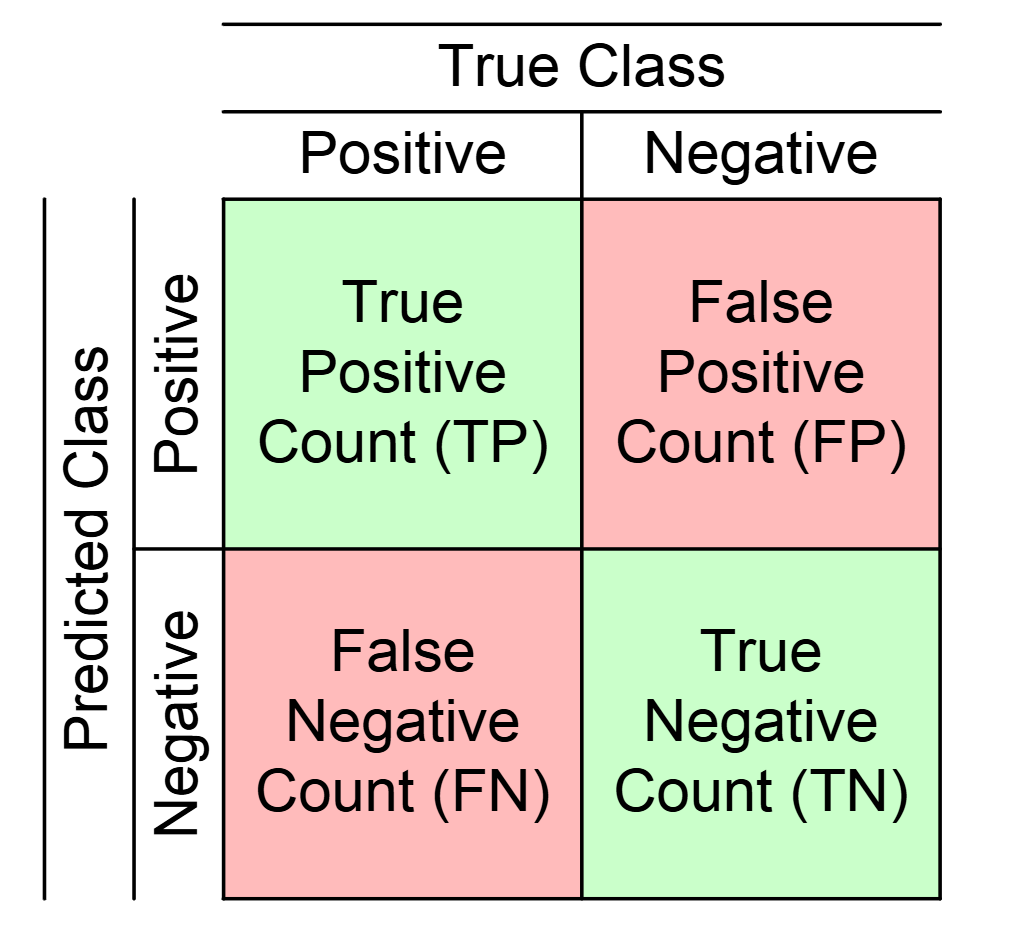 True Class
Positive
Negative
Predicted Class
Positive
True
Positive
Count (TP)
False
Positive
Count (FP)
Negative
False
Negative
Count (FN)
True
Negative
Count (TN)